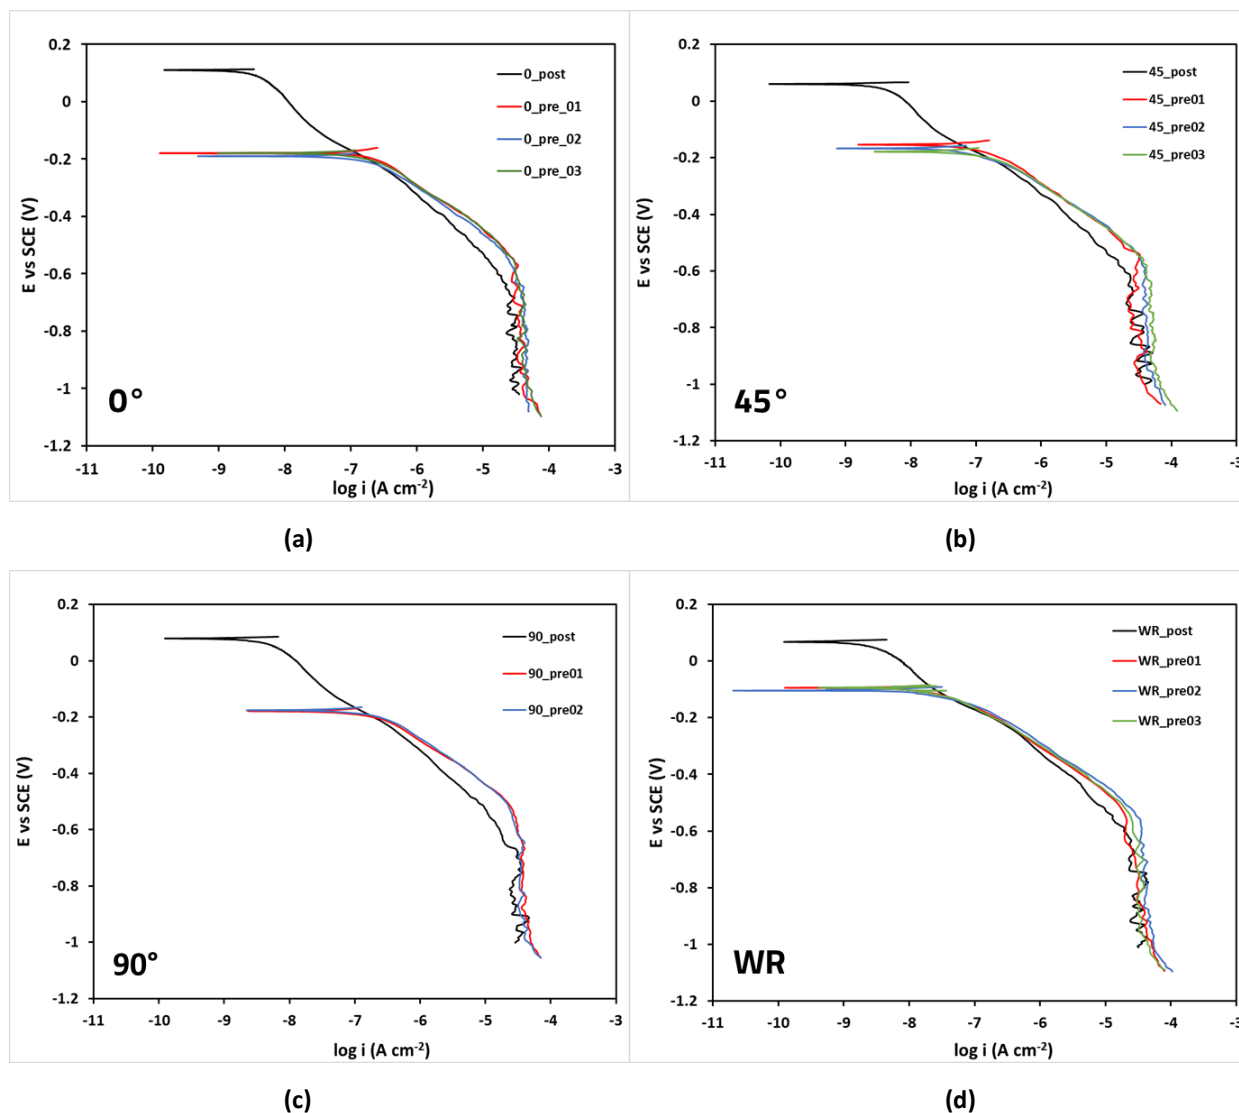 0.2
0
-0.2
-0.4
-0.6
-0.8
-1
-1.2
E vs SCE (V)
-11 -10 -9 -8 -7 -6 -5 -4 -3
log i (A cm-2)
0_post
0_pre_01
0_pre_02
0_pre_03
0°
(a)
0.2
0
-0.2
-0.4
-0.6
-0.8
-1
-1.2
E vs SCE (V)
-11 -10 -9 -8 -7 -6 -5 -4 -3
log i (A cm-2)
45_post
45_pre01
45_pre02
45_pre03
45°
(b)
0.2
0
-0.2
-0.4
-0.6
-0.8
-1
-1.2
E vs SCE (V)
-11 -10 -9 -8 -7 -6 -5 -4 -3
log i (A cm-2)
90_post
90_pre01
90_pre02
90°
(c)
0.2
0
-0.2
-0.4
-0.6
-0.8
-1
-1.2
E vs SCE (V)
-11 -10 -9 -8 -7 -6 -5 -4 -3
log i (A cm-2)
WR_post
WR_pre01
WR_pre02
WR_pre03
WR
(d)